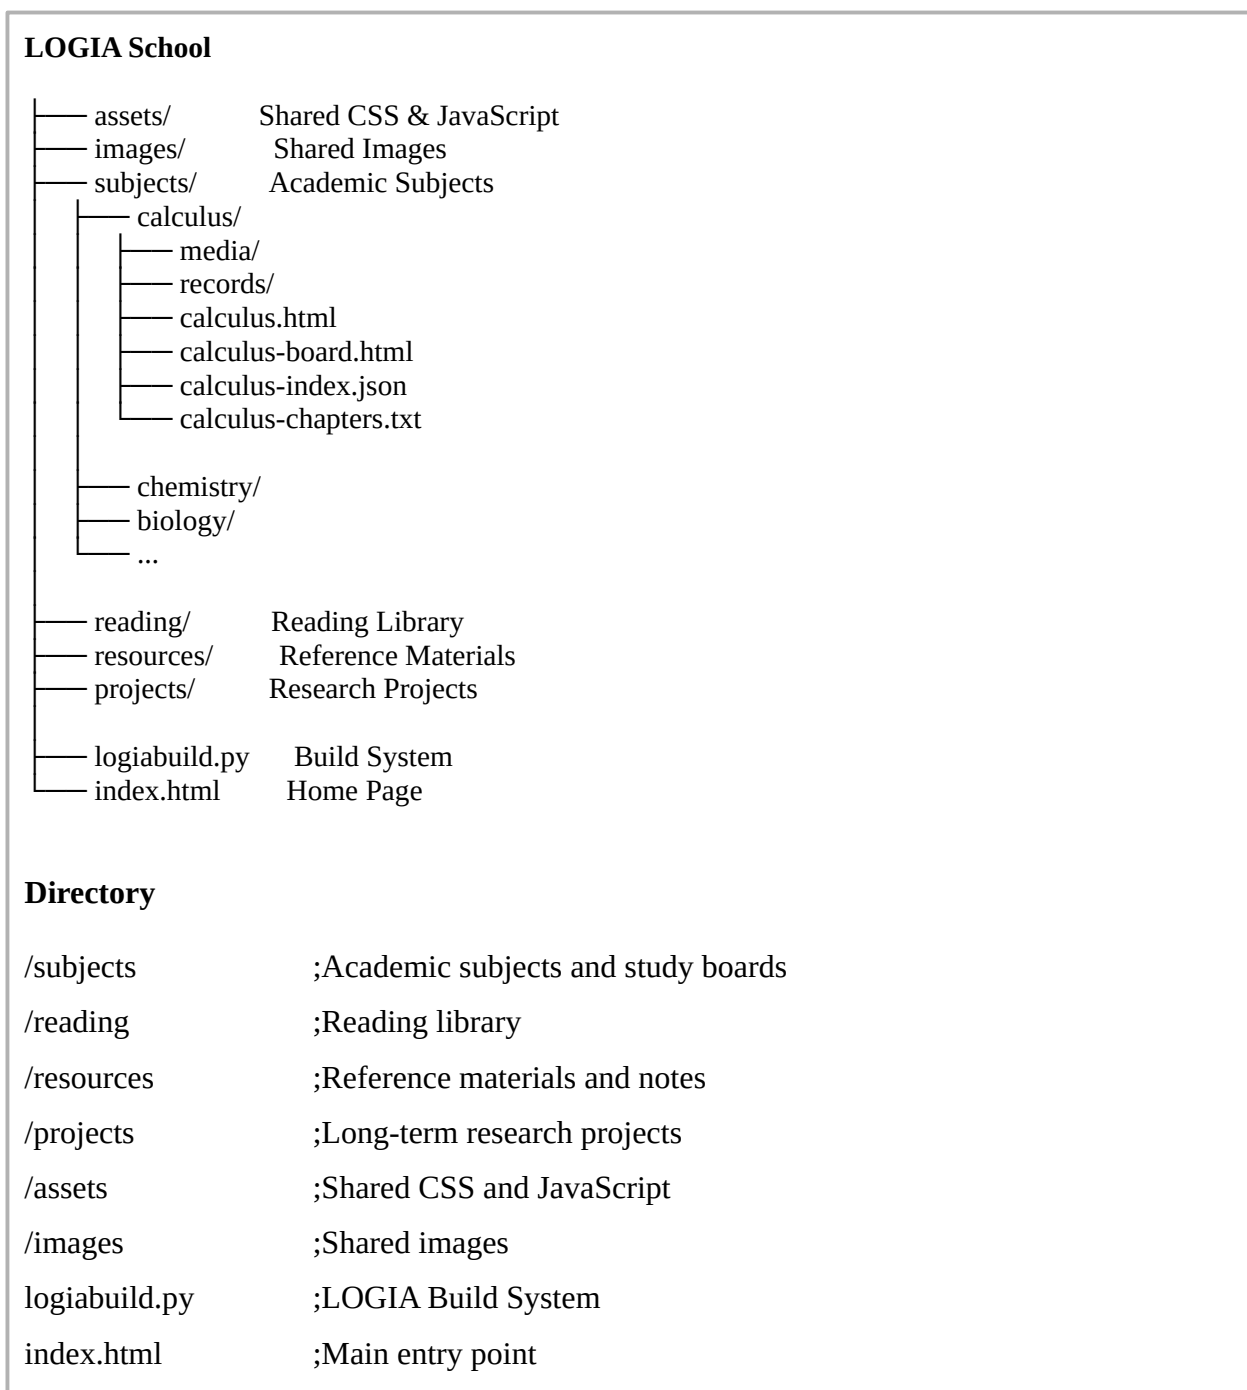 LOGIA School
├── assets/ Shared CSS & JavaScript
├── images/ Shared Images
├── subjects/ Academic Subjects
│ ├── calculus/
│ │ ├── media/
│ │ ├── records/
│ │ ├── calculus.html
│ │ ├── calculus-board.html
│ │ ├── calculus-index.json
│ │ └── calculus-chapters.txt
│ │
│ ├── chemistry/
│ ├── biology/
│ └── ...
│
├── reading/ Reading Library
├── resources/ Reference Materials
├── projects/ Research Projects
│
├── logiabuild.py Build System
└── index.html Home Page
Directory
/subjects ;Academic subjects and study boards
/reading ;Reading library
/resources ;Reference materials and notes
/projects ;Long-term research projects
/assets ;Shared CSS and JavaScript
/images ;Shared images
logiabuild.py ;LOGIA Build System
index.html ;Main entry point